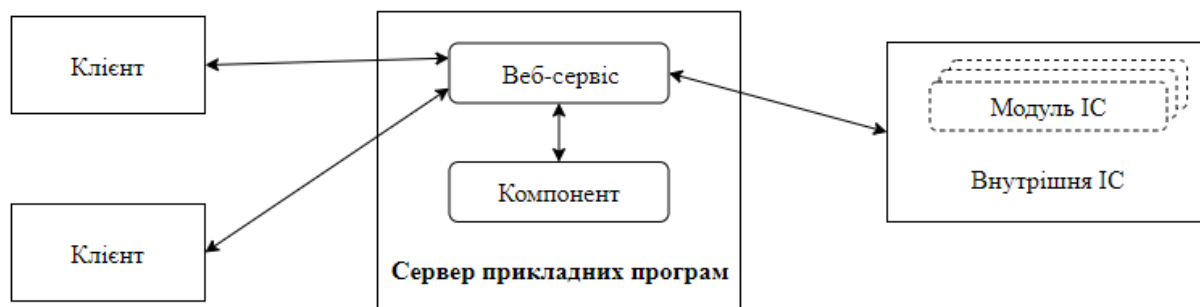 Клієнт
Клієнт
Веб-сервіс
Компонент
Сервер прикладних програм
Модуль ІС
Внутрішня ІС